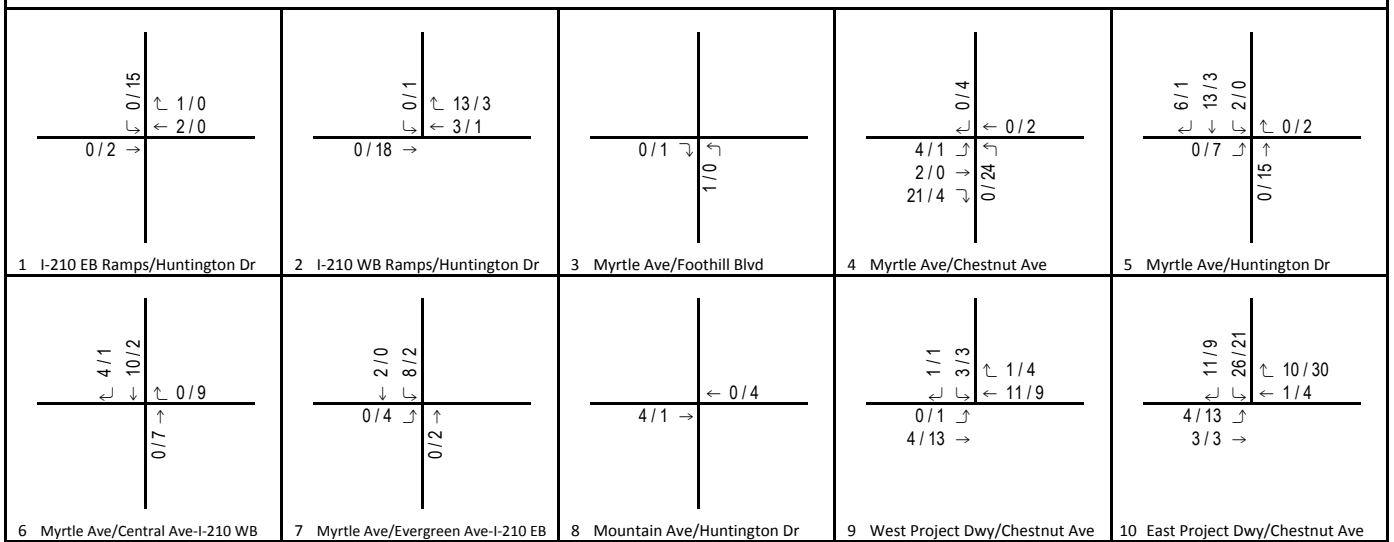 0 / 15
↳ ↑ 1 / 0
← 2 / 0
0 / 2 →
1 I-210 EB Ramps/Huntington Dr
0 / 1
↳ ↑ 13 / 3
← 3 / 1
0 / 18 →
2 I-210 WB Ramps/Huntington Dr
0 / 1
1 / 0
3 Myrtle Ave/Foothill Blvd
0 / 4
← 0 / 2
4 / 1
2 / 0 →
21 / 4
0 / 24
4 Myrtle Ave/Chestnut Ave
6 / 1
13 / 3
2 / 0
0 / 2
0 / 7
0 / 15 ↑
5 Myrtle Ave/Huntington Dr
4 / 1
10 / 2
0 / 9
0 / 7 ↑
6 Myrtle Ave/Central Ave-I-210 WB
2 / 0
8 / 2
0 / 4
0 / 2 ↑
7 Myrtle Ave/Evergreen Ave-I-210 EB
← 0 / 4
4 / 1 →
8 Mountain Ave/Huntington Dr
1 / 1
3 / 3
1 / 4
← 11 / 9
0 / 1
4 / 13 →
9 West Project Dwy/Chestnut Ave
11 / 9
26 / 21
10 / 30
← 1 / 4
4 / 13
3 / 3 →
10 East Project Dwy/Chestnut Ave